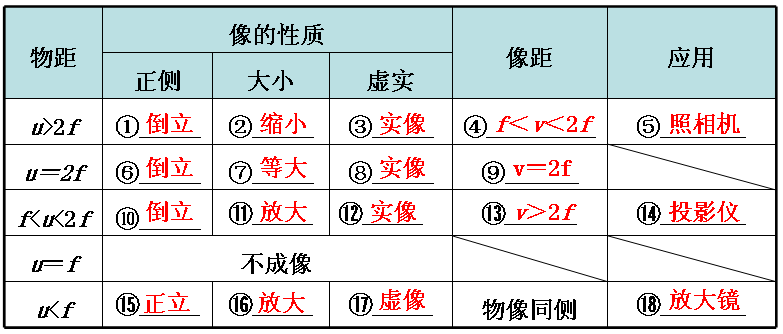 物距 像的性质 像距 应用
正侧 大小 虚实
u>2f ①倒立 ②缩小 ③实像 ④f<v<2f ⑤照相机
u=2f ⑥倒立 ⑦等大 ⑧实像 ⑨v=2f
f<u<2f ⑩倒立 ⑪放大 ⑫实像 ⑬v>2f ⑭投影仪
u=f 不成像
u<f ⑮正立 ⑯放大 ⑰虚像 物像同侧 ⑱放大镜